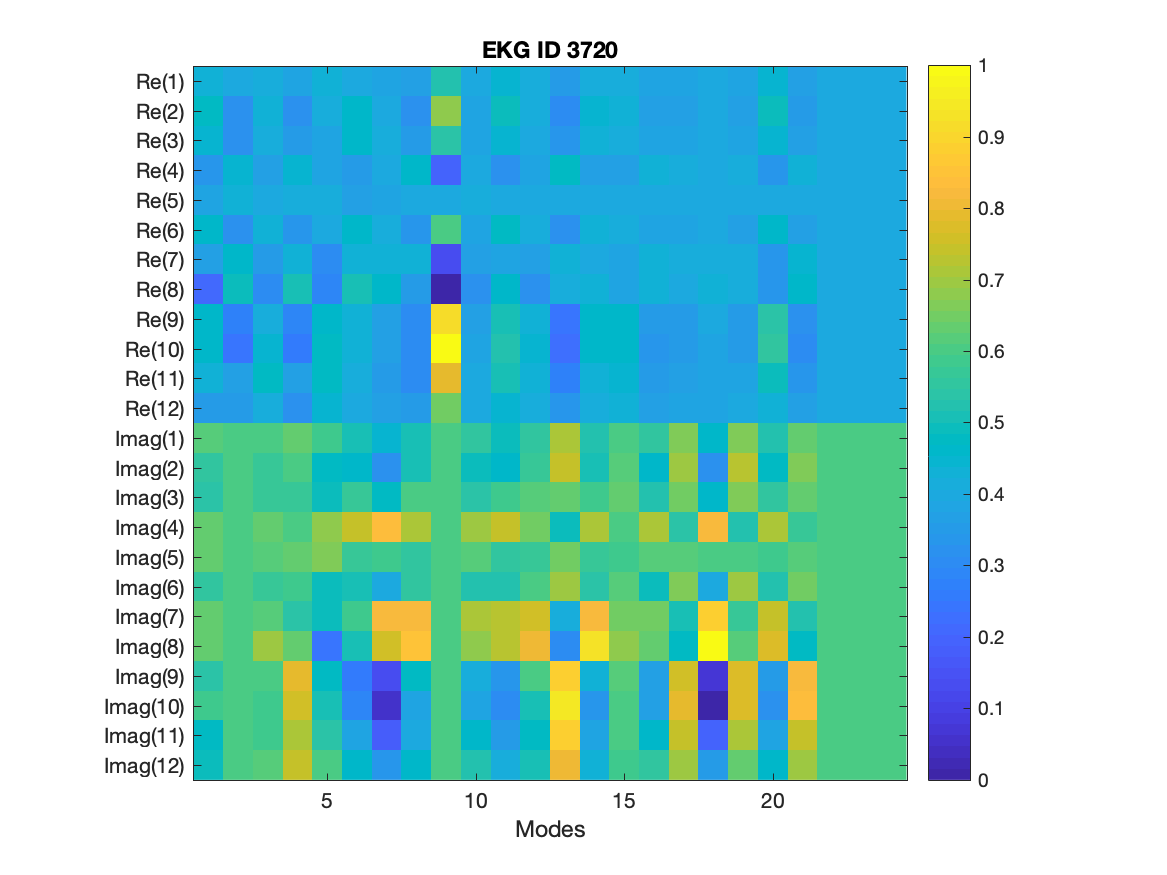 EKG ID 3720
Re(1)
Re(2)
Re(3)
Re(4)
Re(5)
Re(6)
Re(7)
Re(8)
Re(9)
Re(10)
Re(11)
Re(12)
Imag(1)
Imag(2)
Imag(3)
Imag(4)
Imag(5)
Imag(6)
Imag(7)
Imag(8)
Imag(9)
Imag(10)
Imag(11)
Imag(12)
5 10 15 20
Modes
1
0.9
0.8
0.7
0.6
0.5
0.4
0.3
0.2
0.1
0